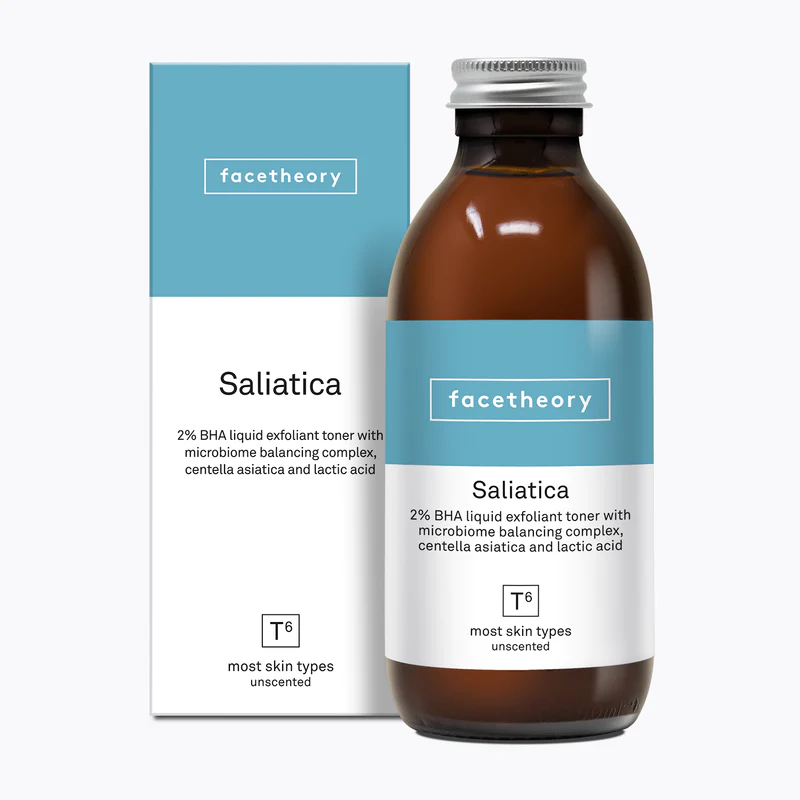 facetheory
Saliatica
2% BHA liquid exfoliant toner with
microbiome balancing complex,
centella asiatica and lactic acid
T⁶
most skin types
unscented
facetheory
Saliatica
2% BHA liquid exfoliant toner with
microbiome balancing complex,
centella asiatica and lactic acid
T⁶
most skin types
unscented